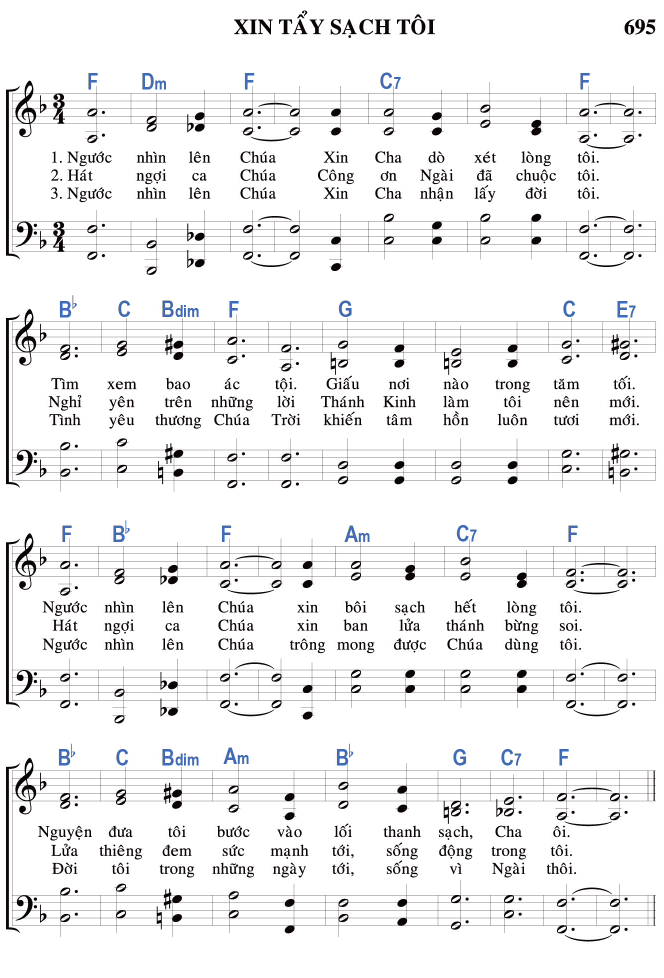 XIN TẨY SẠCH TÔI 695
F Dm F C7 F
3 4
1. Ngước nhìn lên Chúa Xin Cha dò xét lòng tôi.
2. Hát ngợi ca Chúa Công ơn Ngài đã chuộc tôi.
3. Ngước nhìn lên Chúa Xin Cha nhận lấy đời tôi.
3 4
B♭ C Bdim F G C E7
Tìm xem bao ác tội. Giấu nơi nào trong tăm tối.
Nghỉ yên trên những lời Thánh Kinh làm tôi nên mới.
Tình yêu thương Chúa Trời khiến tâm hồn luôn tươi mới.
F B♭ F Am C7 F
Ngước nhìn lên Chúa xin bôi sạch hết lòng tôi.
Hát ngợi ca Chúa xin ban lửa thánh bừng soi.
Ngước nhìn lên Chúa trông mong được Chúa dùng tôi.
B♭ C Bdim Am B♭ G C7 F
Nguyện đưa tôi bước vào lối thanh sạch, Cha ôi.
Lửa thiêng đem sức mạnh tới, sống động trong tôi.
Đời tôi trong những ngày tới, sống vì Ngài thôi.